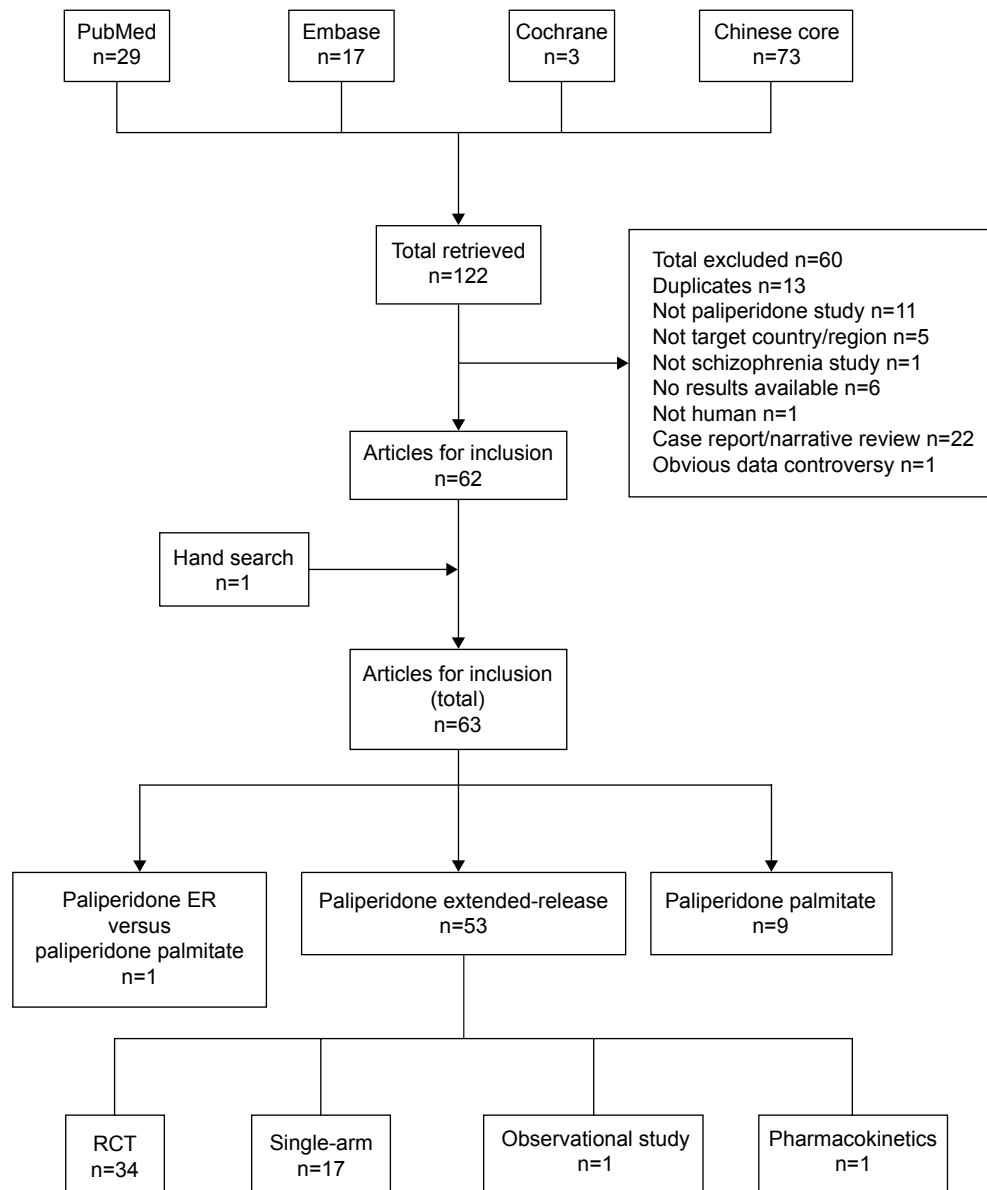 PubMed
n=29
Embase
n=17
Cochrane
n=3
Chinese core
n=73
Total retrieved
n=122
Total excluded n=60
Duplicates n=13
Not paliperidone study n=11
Not target country/region n=5
Not schizophrenia study n=1
No results available n=6
Not human n=1
Case report/narrative review n=22
Obvious data controversy n=1
Articles for inclusion
n=62
Hand search
n=1
Articles for inclusion
(total)
n=63
Paliperidone ER
versus
paliperidone palmitate
n=1
Paliperidone extended-release
n=53
Paliperidone palmitate
n=9
RCT
n=34
Single-arm
n=17
Observational study
n=1
Pharmacokinetics
n=1